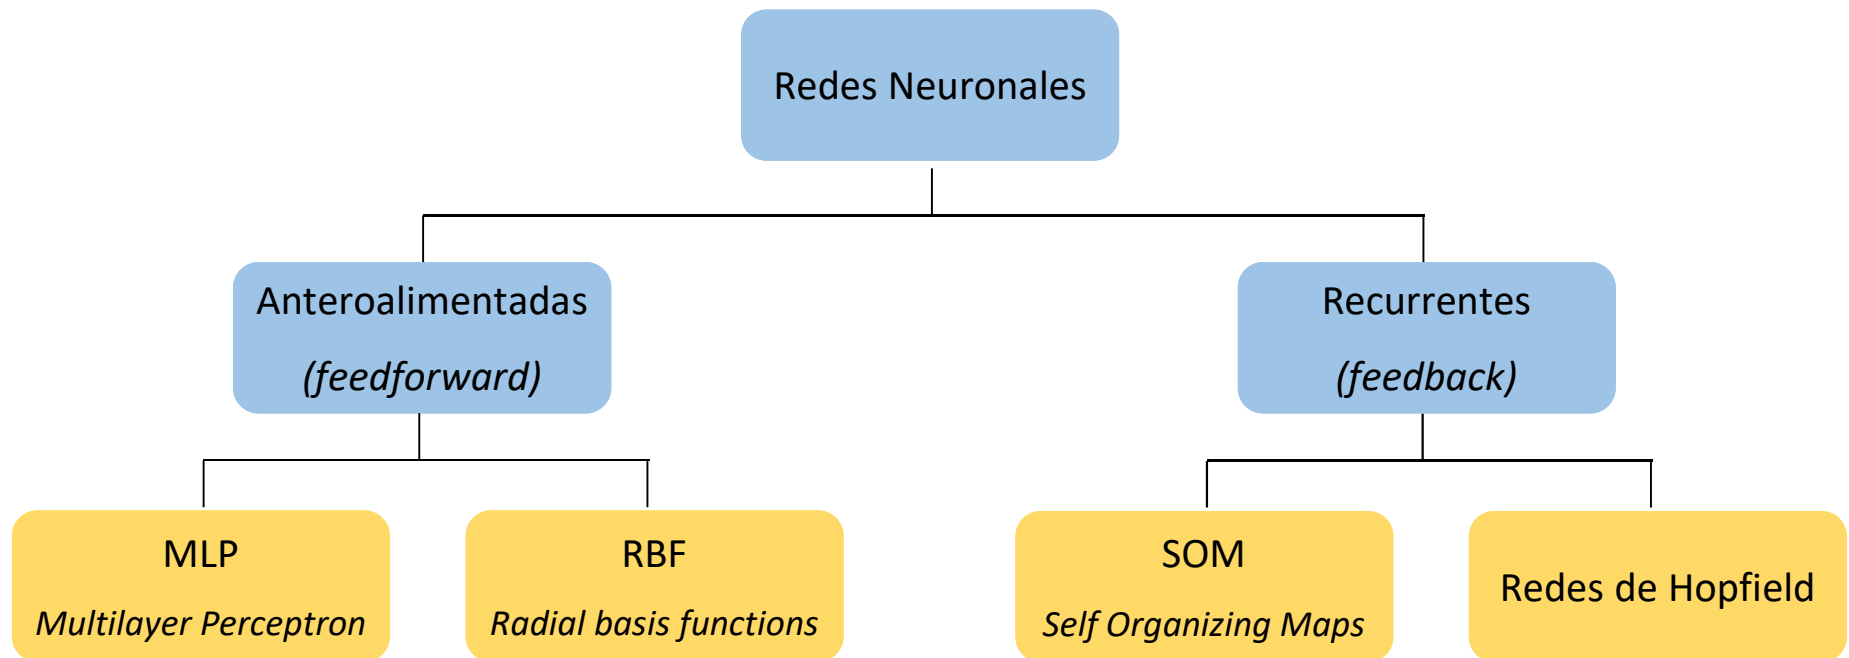 Redes Neuronales
Anteroalimentadas
(feedforward)
Recurrentes
(feedback)
MLP
Multilayer Perceptron
RBF
Radial basis functions
SOM
Self Organizing Maps
Redes de Hopfield